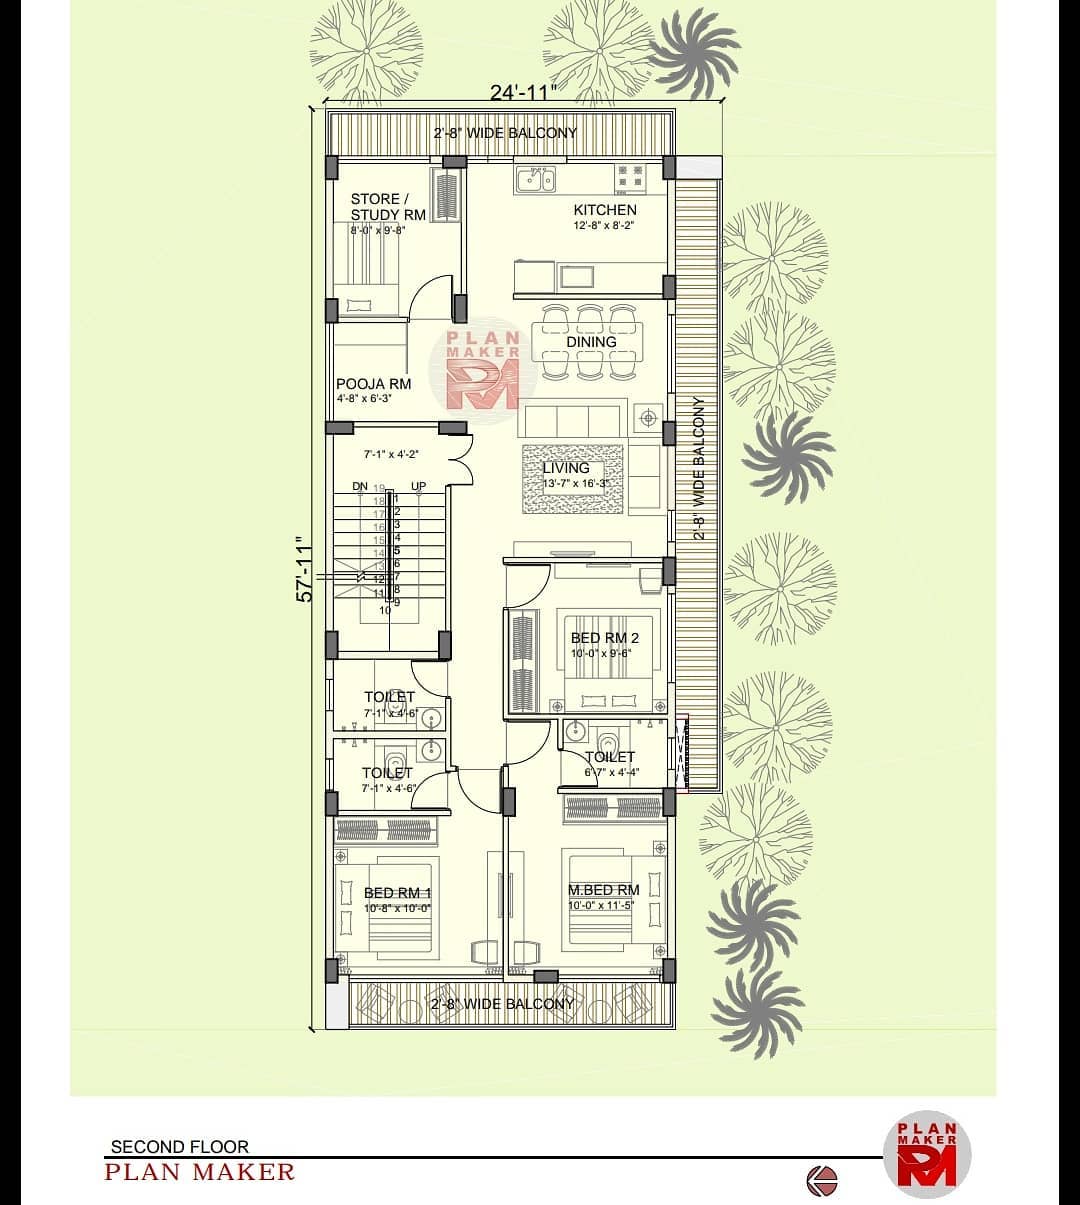 24'-11"
2'-8" WIDE BALCONY
STORE /
STUDY RM
8'-0" x 9'-8"
KITCHEN
12'-8" x 8'-2"
PLAN
MAKER
PM
DINING
POOJA RM
4'-8" x 6'-3"
7'-1" x 4'-2"
LIVING
13'-7" x 16'-3"
2'-8" WIDE BALCONY
57'-11"
DN
UP
19
18
17
16
15
14
13
12
11
10
1
2
3
4
5
6
7
8
9
BED RM 2
10'-0" x 9'-6"
TOILET
7'-1" x 4'-6"
TOILET
7'-1" x 4'-6"
TOILET
6'-7" x 4'-4"
BED RM 1
10'-8" x 10'-0"
M.BED RM
10'-0" x 11'-5"
2'-8" WIDE BALCONY
SECOND FLOOR
PLAN MAKER
PLAN
MAKER
PM